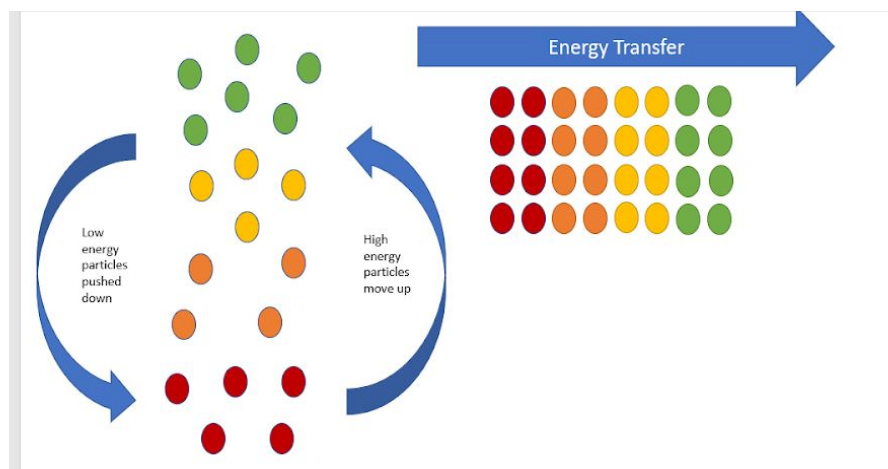 Energy Transfer
Low
energy
particles
pushed
down
High
energy
particles
move up